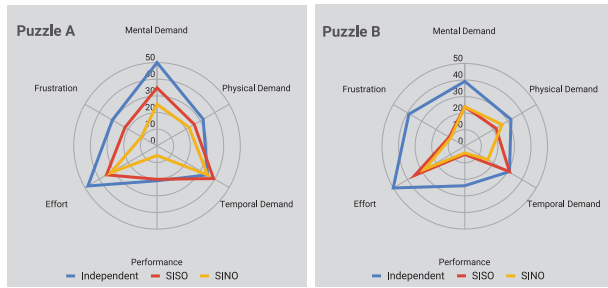 Puzzle A
Mental Demand
50
40
30
20
10
0
Frustration
Physical Demand
Effort
Temporal Demand
Performance
Independent
SISO
SINO
Puzzle B
Mental Demand
50
40
30
20
10
0
Frustration
Physical Demand
Effort
Temporal Demand
Performance
Independent
SISO
SINO